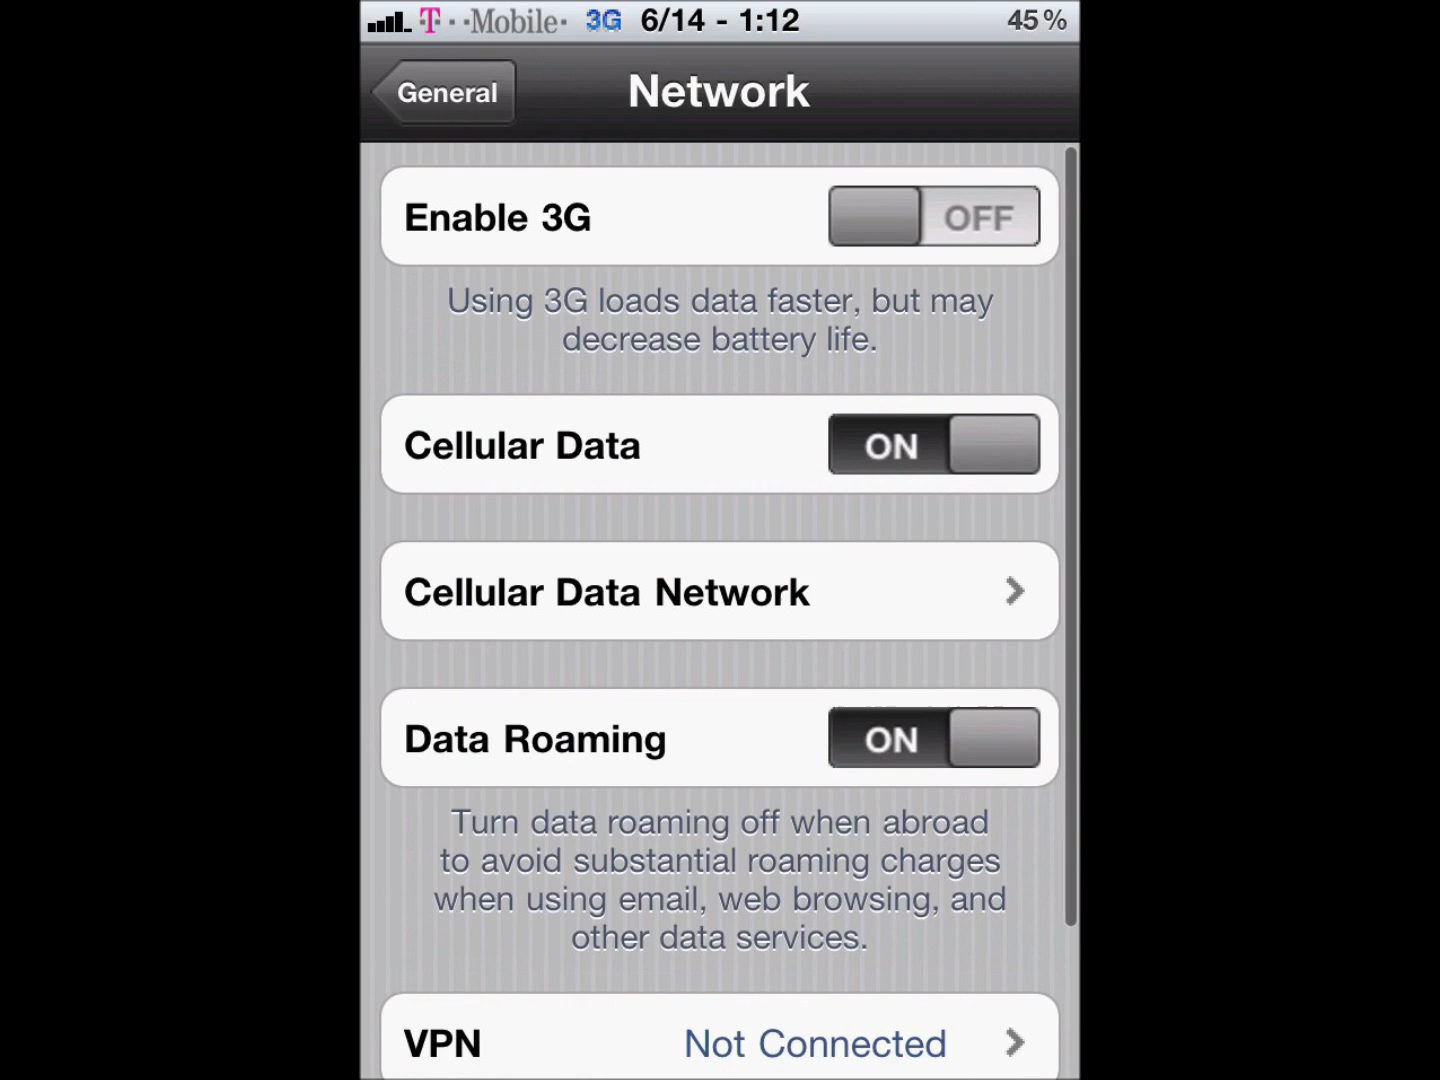 T··Mobile· 3G 6/14 - 1:12 45%
General Network
Enable 3G OFF
Using 3G loads data faster, but may
decrease battery life.
Cellular Data ON
Cellular Data Network
Data Roaming ON
Turn data roaming off when abroad
to avoid substantial roaming charges
when using email, web browsing, and
other data services.
VPN Not Connected